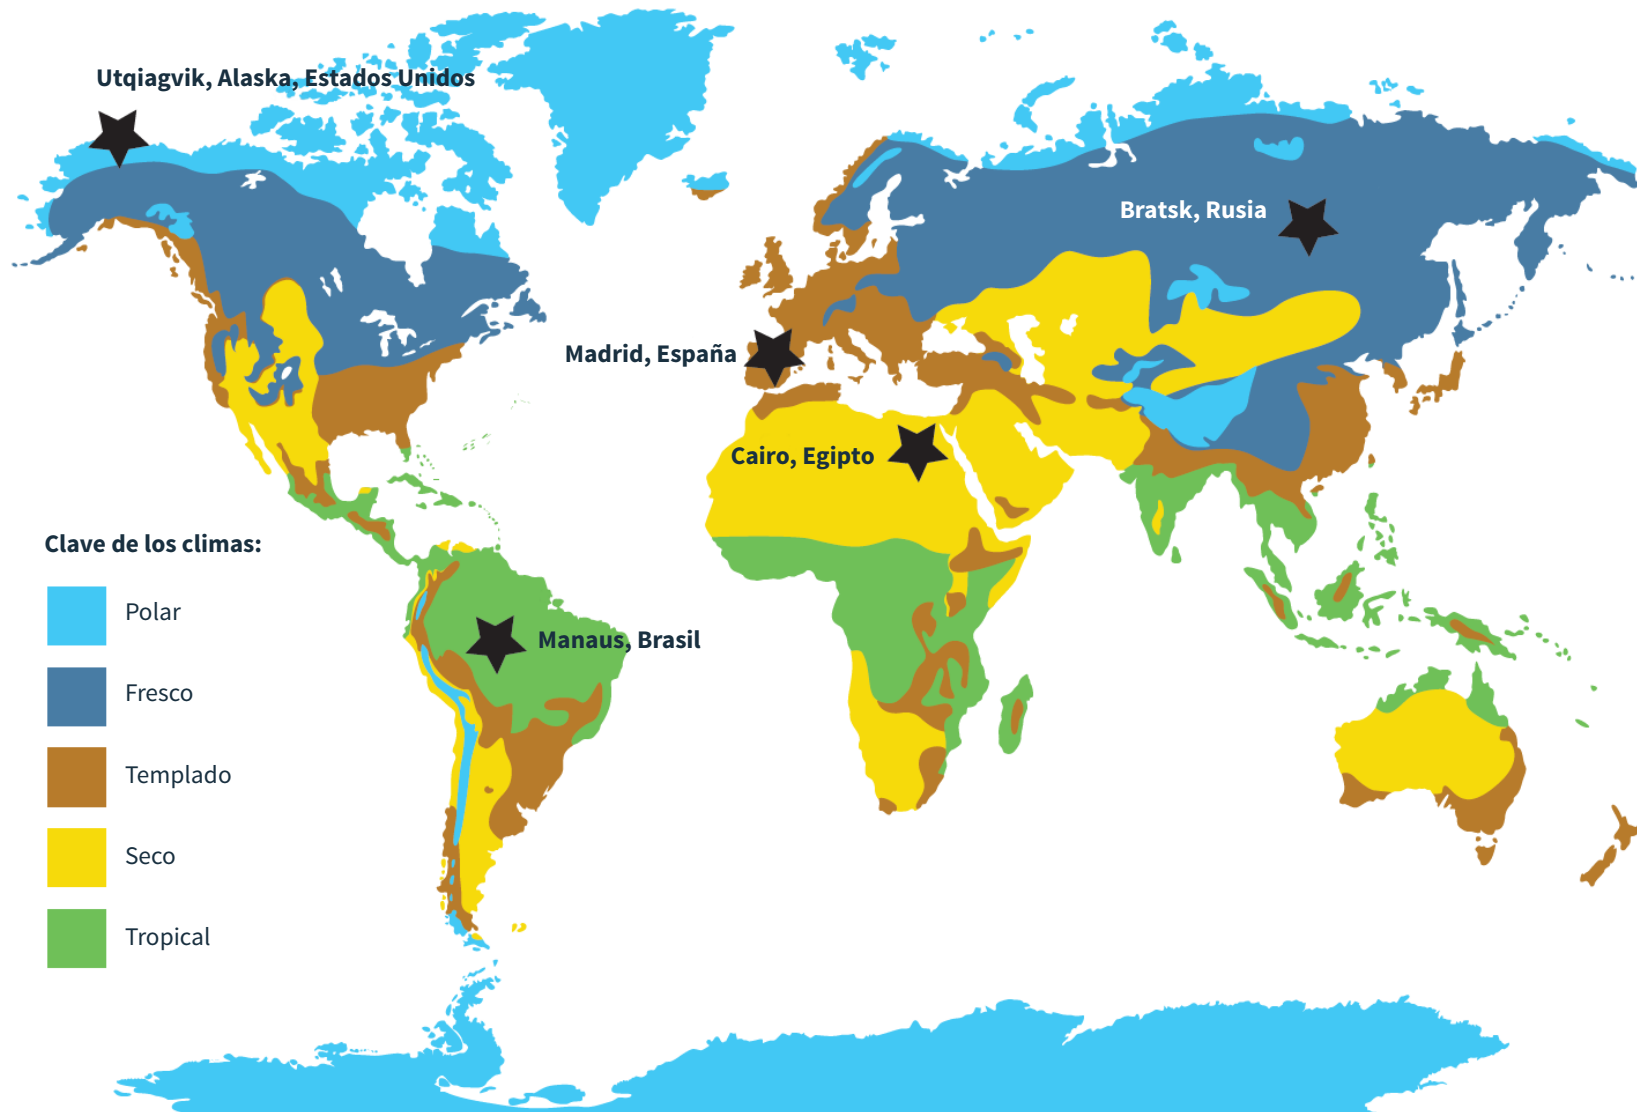 Utqiagvik, Alaska, Estados Unidos
Bratsk, Rusia
Madrid, España
Cairo, Egipto
Manaus, Brasil
Clave de los climas:
Polar
Fresco
Templado
Seco
Tropical